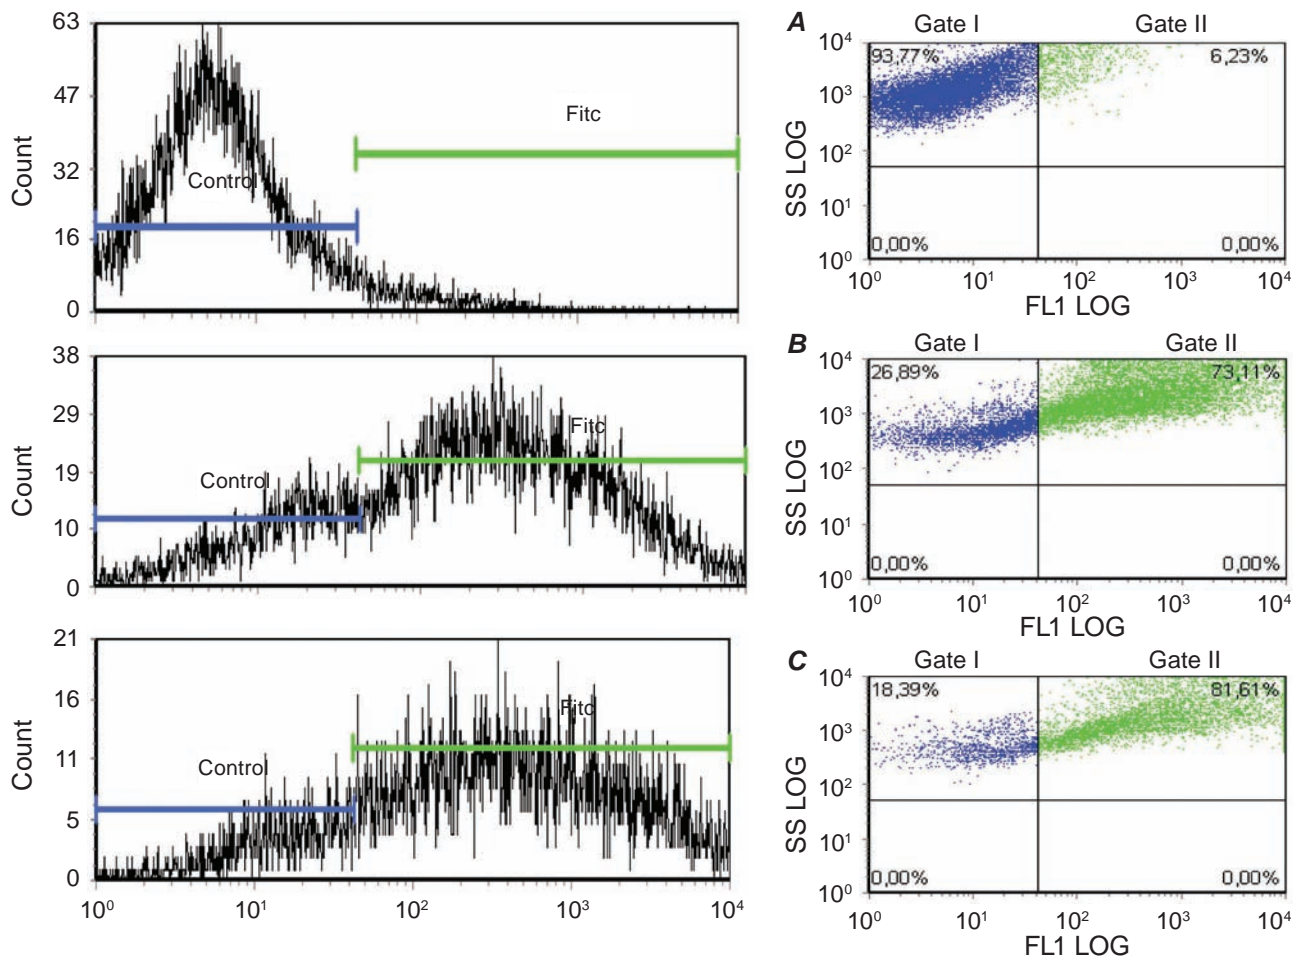 63
47
32
16
0
Count
Control
Fitc
38
29
19
10
0
Count
Control
Fitc
21
16
11
5
0
Count
Control
Fitc
10⁰ 10¹ 10² 10³ 10⁴
A
Gate I Gate II
93,77% 6,23%
0,00% 0,00%
10⁴
10³
10²
10¹
10⁰
SS LOG
10⁰ 10¹ 10² 10³ 10⁴
FL1 LOG
B
Gate I Gate II
26,89% 73,11%
0,00% 0,00%
10⁴
10³
10²
10¹
10⁰
SS LOG
10⁰ 10¹ 10² 10³ 10⁴
FL1 LOG
C
Gate I Gate II
18,39% 81,61%
0,00% 0,00%
10⁴
10³
10²
10¹
10⁰
SS LOG
10⁰ 10¹ 10² 10³ 10⁴
FL1 LOG